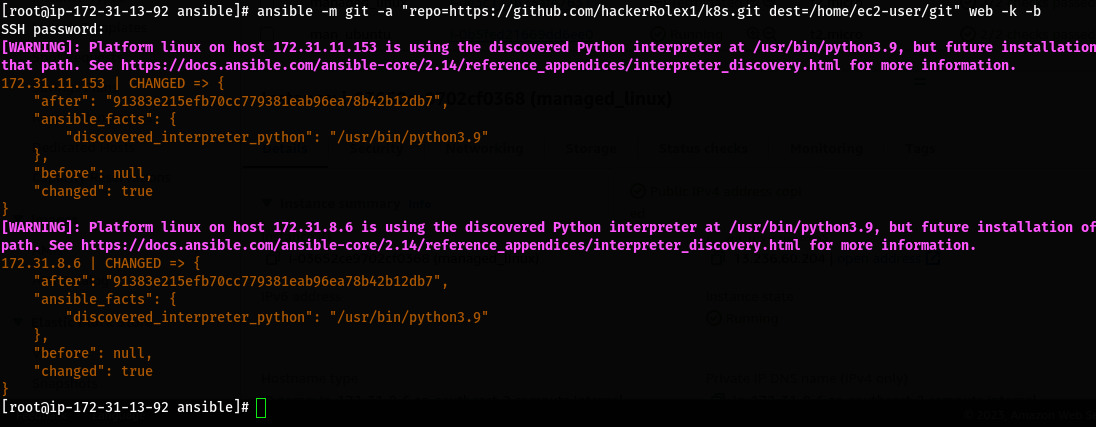 [root@ip-172-31-13-92 ansible]# ansible -m git -a "repo=https://github.com/hackerRolex1/k8s.git dest=/home/ec2-user/git" web -k -b
SSH password:
[WARNING]: Platform linux on host 172.31.11.153 is using the discovered Python interpreter at /usr/bin/python3.9, but future installation
that path. See https://docs.ansible.com/ansible-core/2.14/reference_appendices/interpreter_discovery.html for more information.
172.31.11.153 | CHANGED => {
    "after": "91383e215efb70cc779381eab96ea78b42b12db7",
    "ansible_facts": {
        "discovered_interpreter_python": "/usr/bin/python3.9"
    },
    "before": null,
    "changed": true
}
[WARNING]: Platform linux on host 172.31.8.6 is using the discovered Python interpreter at /usr/bin/python3.9, but future installation of
path. See https://docs.ansible.com/ansible-core/2.14/reference_appendices/interpreter_discovery.html for more information.
172.31.8.6 | CHANGED => {
    "after": "91383e215efb70cc779381eab96ea78b42b12db7",
    "ansible_facts": {
        "discovered_interpreter_python": "/usr/bin/python3.9"
    },
    "before": null,
    "changed": true
}
[root@ip-172-31-13-92 ansible]#
(managed_linux)
Networking
Storage
Status checks
Monitoring
Tags